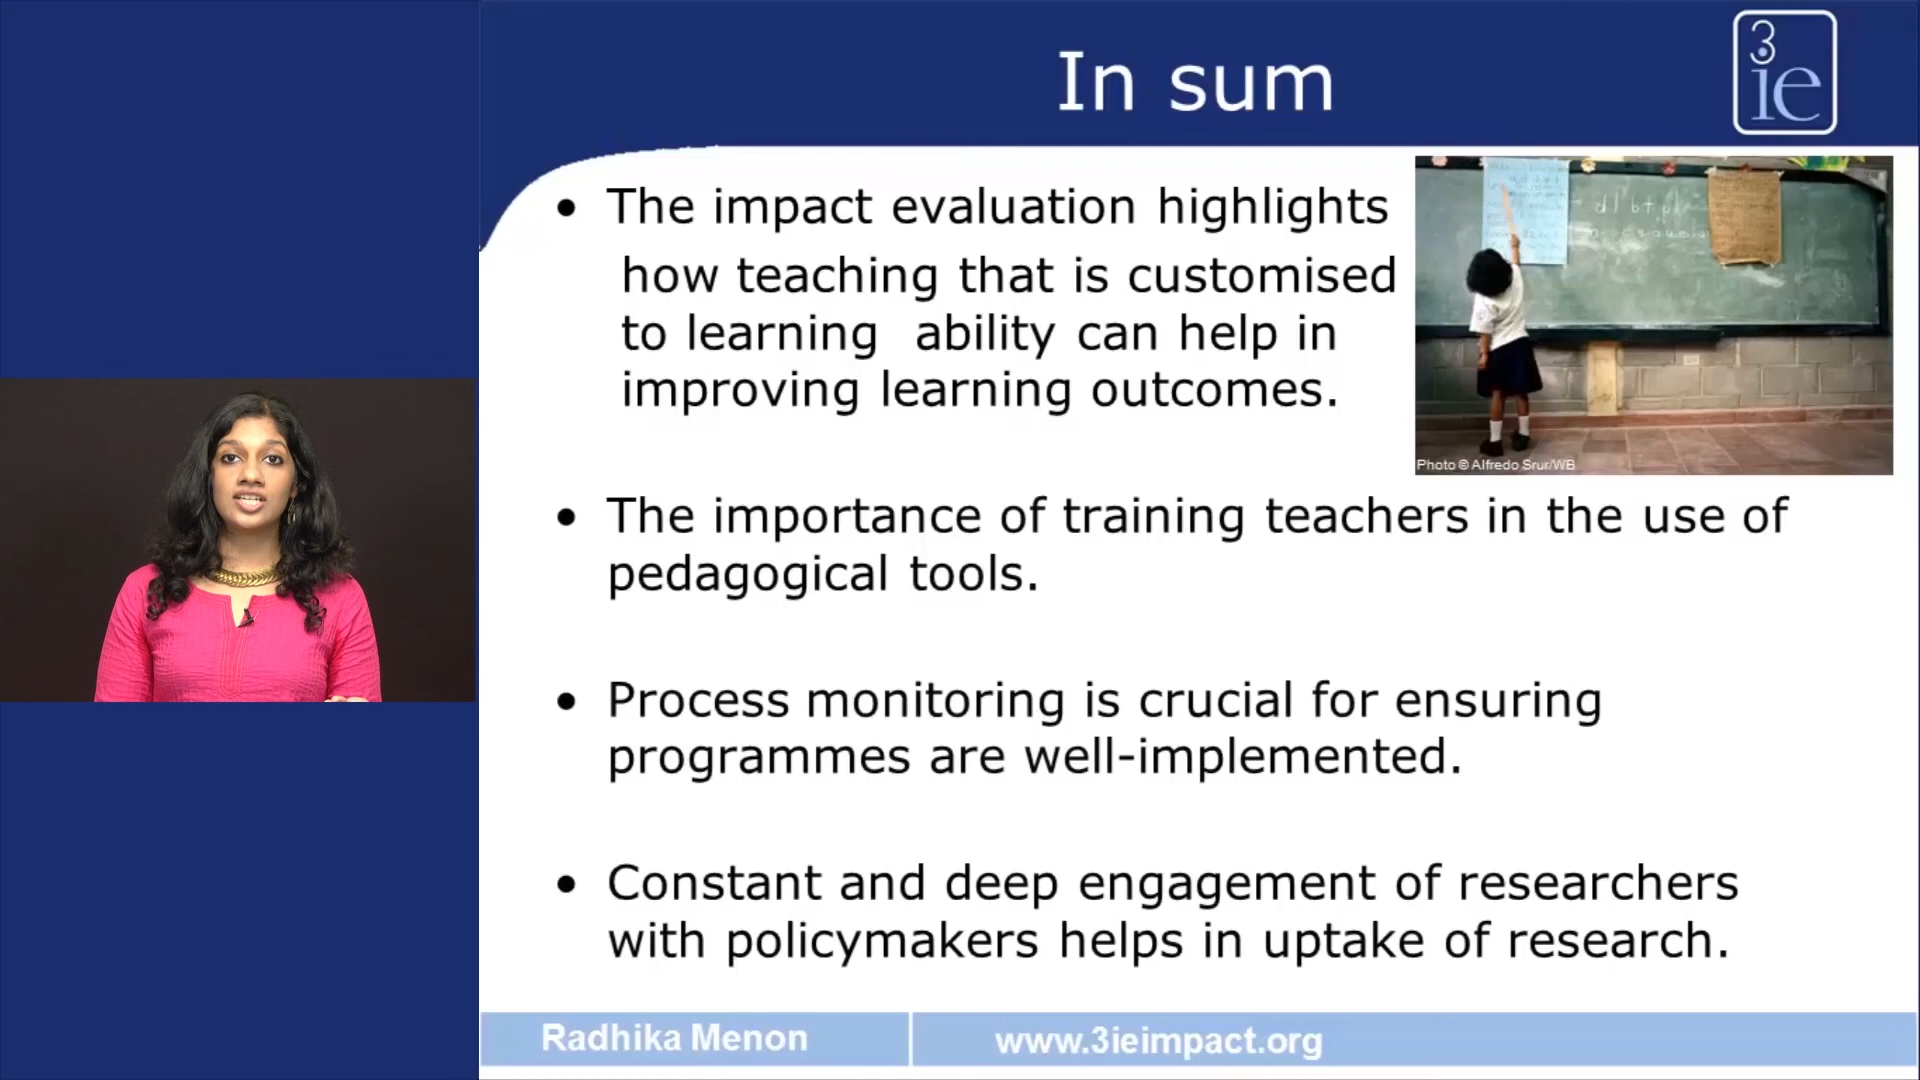 In sum
3ie
• The impact evaluation highlights
how teaching that is customised
to learning ability can help in
improving learning outcomes.
Photo © Alfredo Srur/WB
• The importance of training teachers in the use of
pedagogical tools.
• Process monitoring is crucial for ensuring
programmes are well-implemented.
• Constant and deep engagement of researchers
with policymakers helps in uptake of research.
Radhika Menon
www.3ieimpact.org